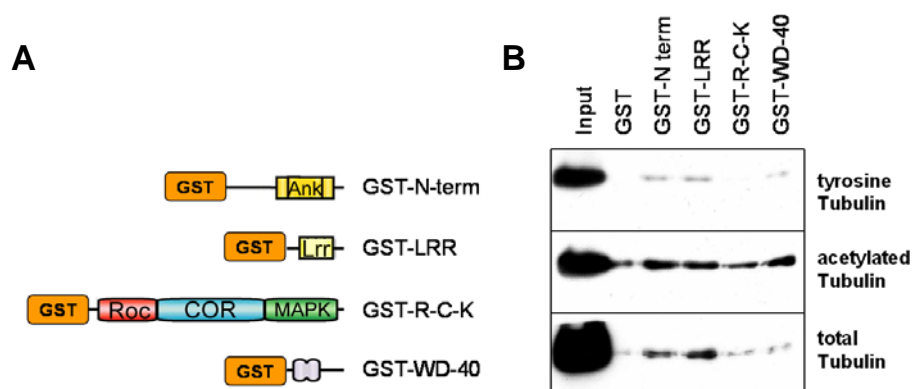 A
GST Ank GST-N-term
GST Lrr GST-LRR
GST Roc COR MAPK GST-R-C-K
GST GST-WD-40
B
Input
GST
GST-N term
GST-LRR
GST-R-C-K
GST-WD-40
tyrosine
Tubulin
acetylated
Tubulin
total
Tubulin